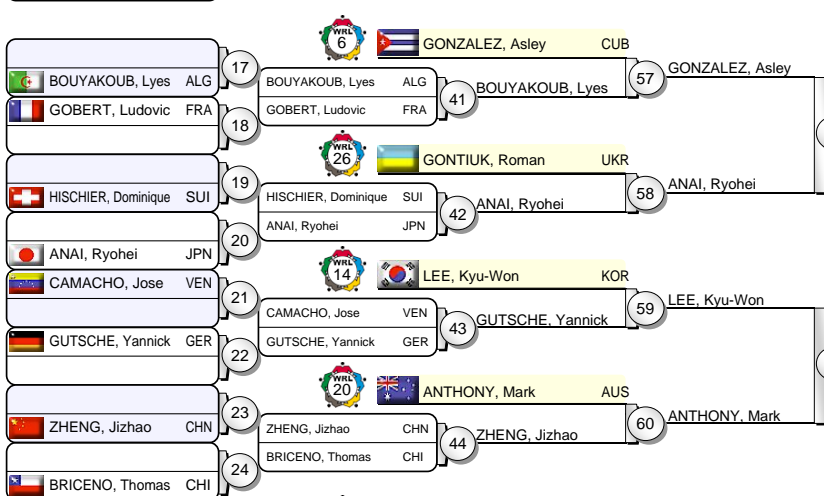 WRL
6
GONZALEZ, Asley CUB
BOUYAKOUB, Lyes ALG
17
BOUYAKOUB, Lyes ALG
41
BOUYAKOUB, Lyes
57
GONZALEZ, Asley
GOBERT, Ludovic FRA
18
GOBERT, Ludovic FRA
WRL
26
GONTIUK, Roman UKR
HISCHIER, Dominique SUI
19
HISCHIER, Dominique SUI
42
ANAI, Ryohei
58
ANAI, Ryohei
ANAI, Ryohei JPN
20
ANAI, Ryohei JPN
WRL
14
LEE, Kyu-Won KOR
CAMACHO, Jose VEN
21
CAMACHO, Jose VEN
43
GUTSCHE, Yannick
59
LEE, Kyu-Won
GUTSCHE, Yannick GER
22
GUTSCHE, Yannick GER
WRL
20
ANTHONY, Mark AUS
ZHENG, Jizhao CHN
23
ZHENG, Jizhao CHN
44
ZHENG, Jizhao
60
ANTHONY, Mark
BRICENO, Thomas CHI
24
BRICENO, Thomas CHI